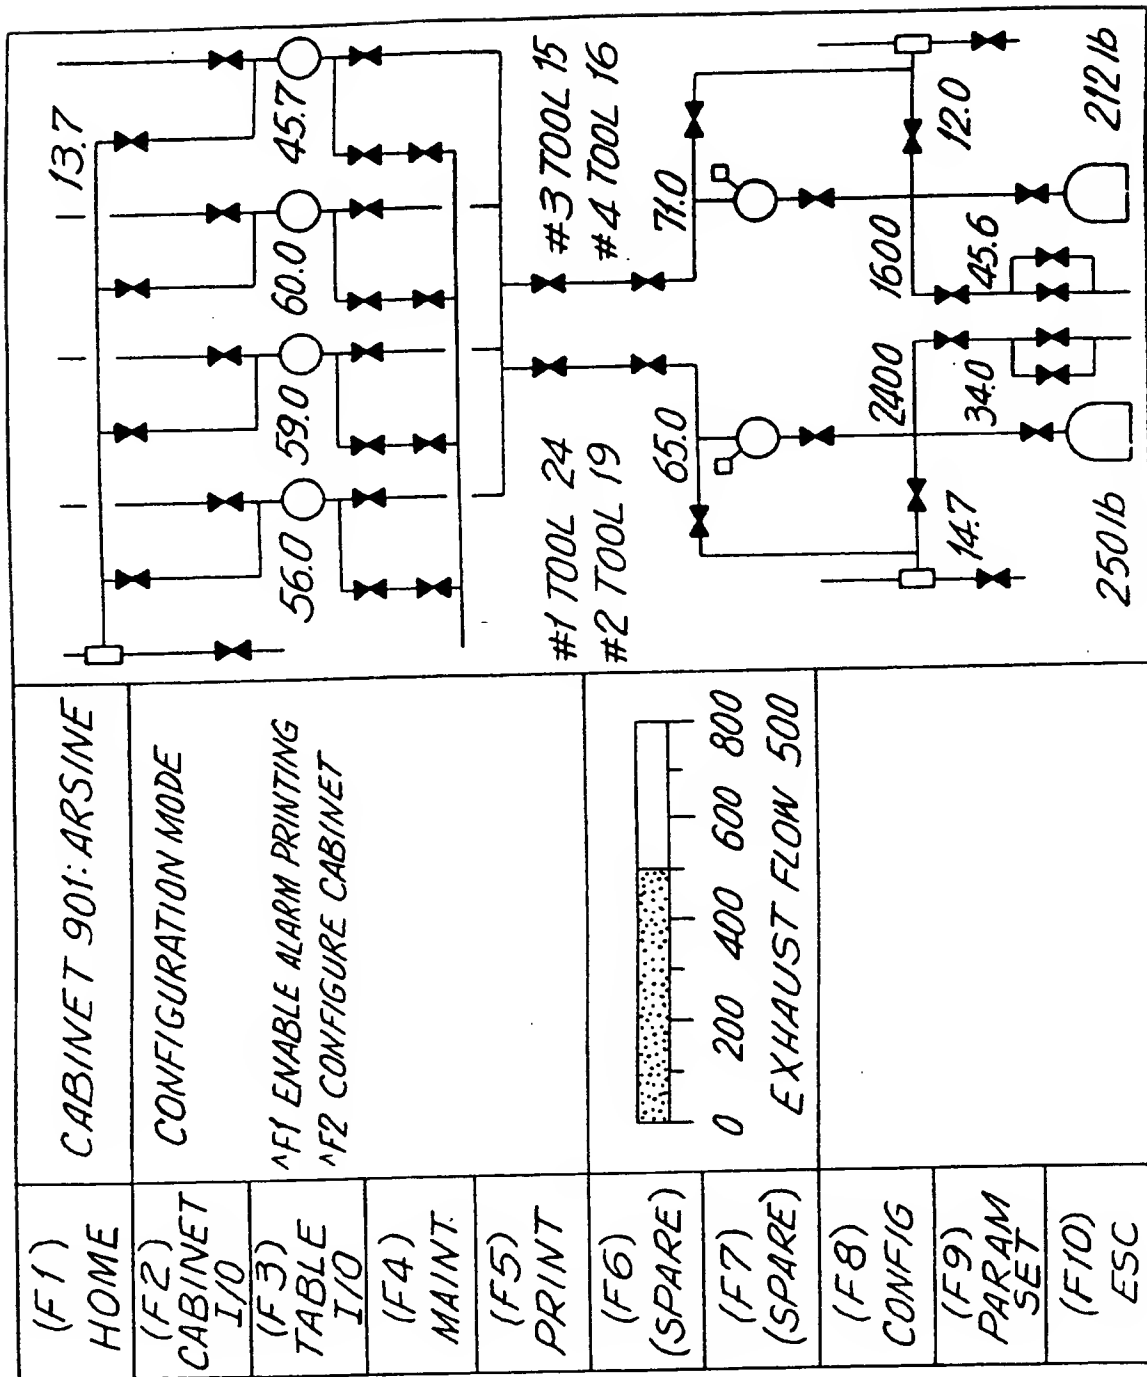 (F1)
HOME
(F2)
CABINET
I/O
(F3)
TABLE
I/O
(F4)
MAINT.
(F5)
PRINT
(F6)
(SPARE)
(F7)
(SPARE)
(F8)
CONFIG
(F9)
PARAM
SET
(F10)
ESC
CABINET 901: ARSINE
CONFIGURATION MODE
^F1 ENABLE ALARM PRINTING
^F2 CONFIGURE CABINET
0 200 400 600 800
EXHAUST FLOW 500
13.7
56.0 59.0 60.0 45.7
#1 TOOL 24
#2 TOOL 19
#3 TOOL 15
#4 TOOL 16
65.0 71.0
2400 1600
14.7 34.0 45.6 12.0
250 lb 212 lb